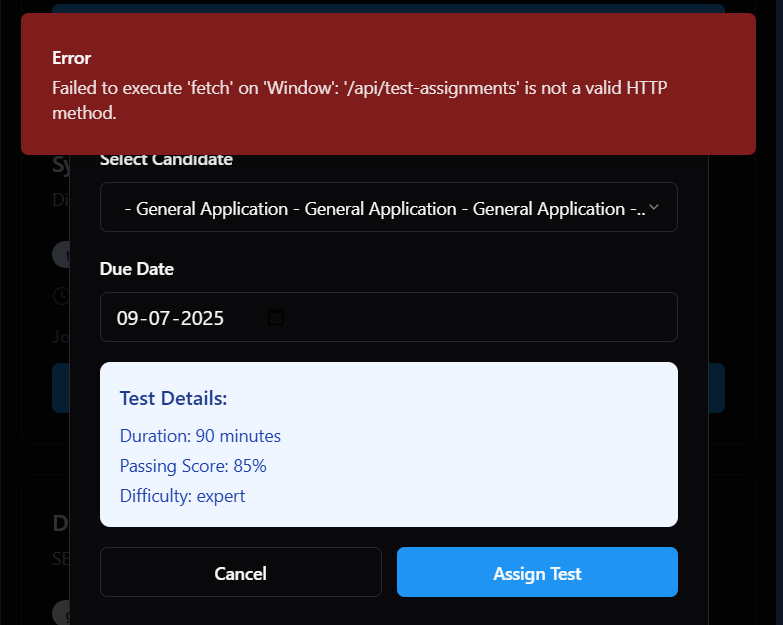 Error
Failed to execute 'fetch' on 'Window': '/api/test-assignments' is not a valid HTTP
method.
Select Candidate
- General Application - General Application - General Application -..
Due Date
09-07-2025
Test Details:
Duration: 90 minutes
Passing Score: 85%
Difficulty: expert
Cancel
Assign Test